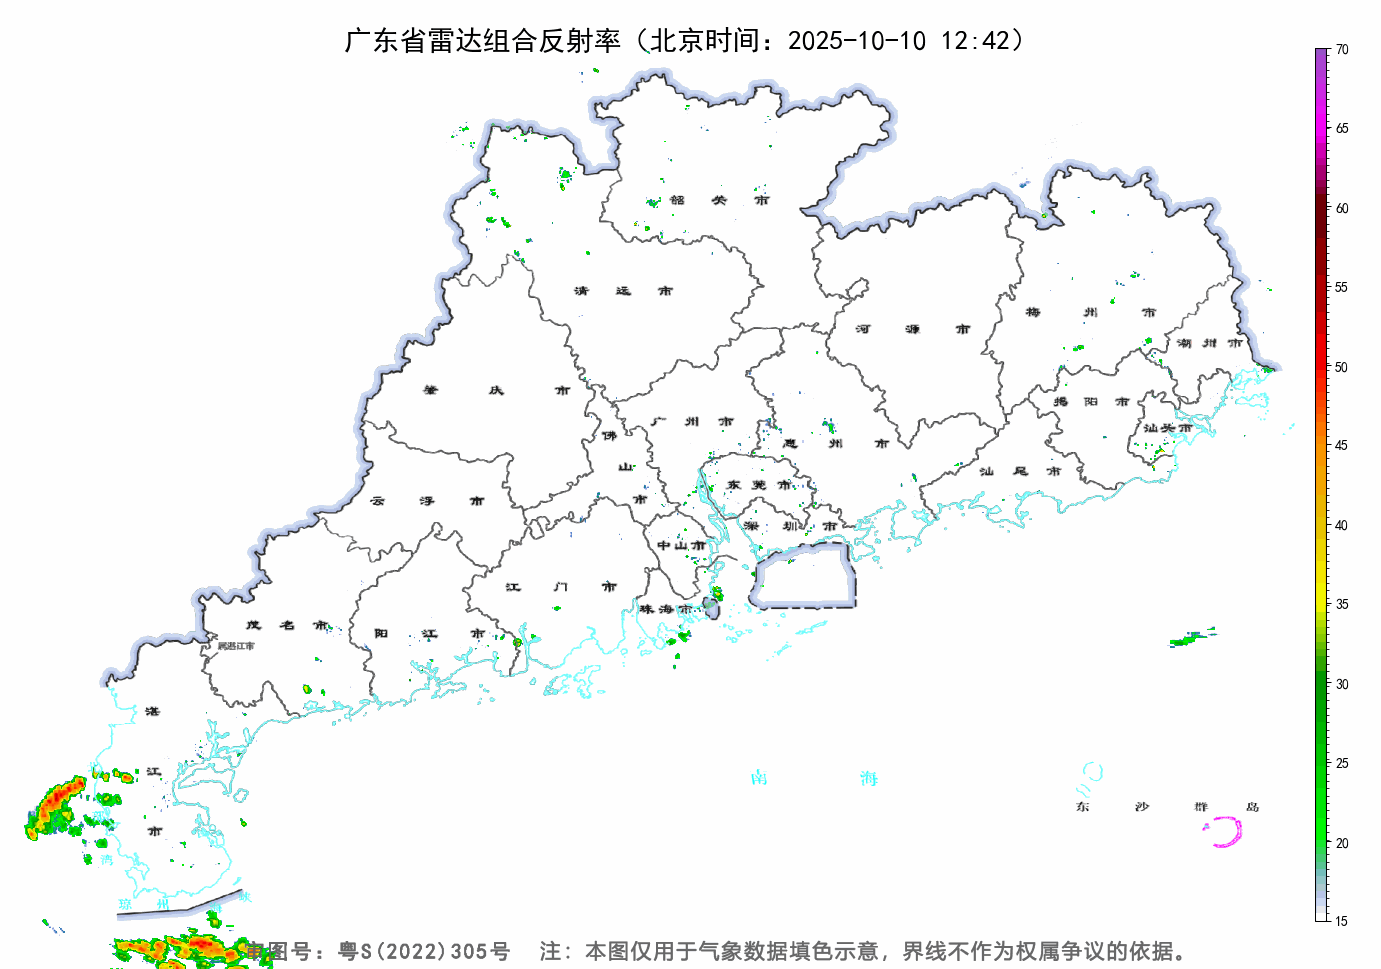 广东省雷达组合反射率（北京时间：2025-10-10 12:42）
70
65
60
55
50
45
40
35
30
25
20
15
韶关市
清远市
河源市
梅州市
潮州市
肇庆市
广州市
惠州市
揭阳市
汕头市
佛山市
云浮市
东莞市
汕尾市
深圳市
中山市
江门市
珠海市
茂名市
阳江市
属湛江市
湛江市
南海
东沙群岛
湾
琼州海峡
审图号：粤S(2022)305号 注：本图仅用于气象数据填色示意，界线不作为权属争议的依据。